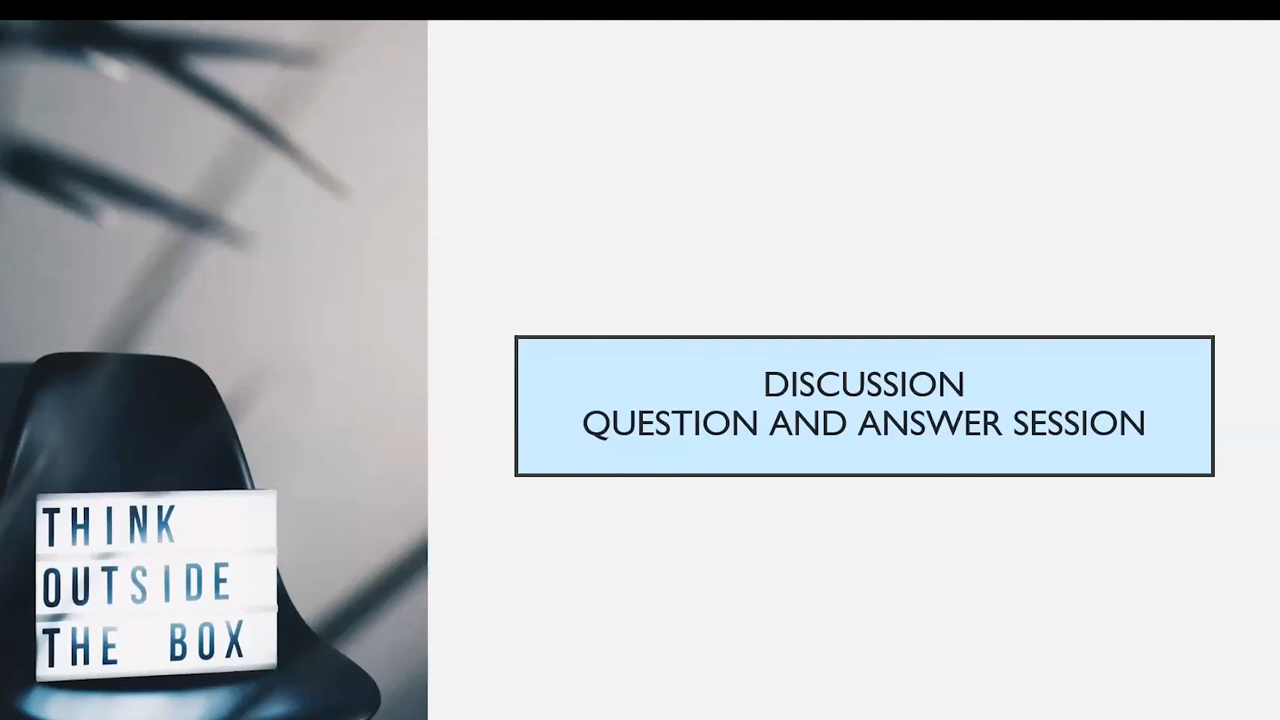 THINK
OUTSIDE
THE BOX
DISCUSSION
QUESTION AND ANSWER SESSION